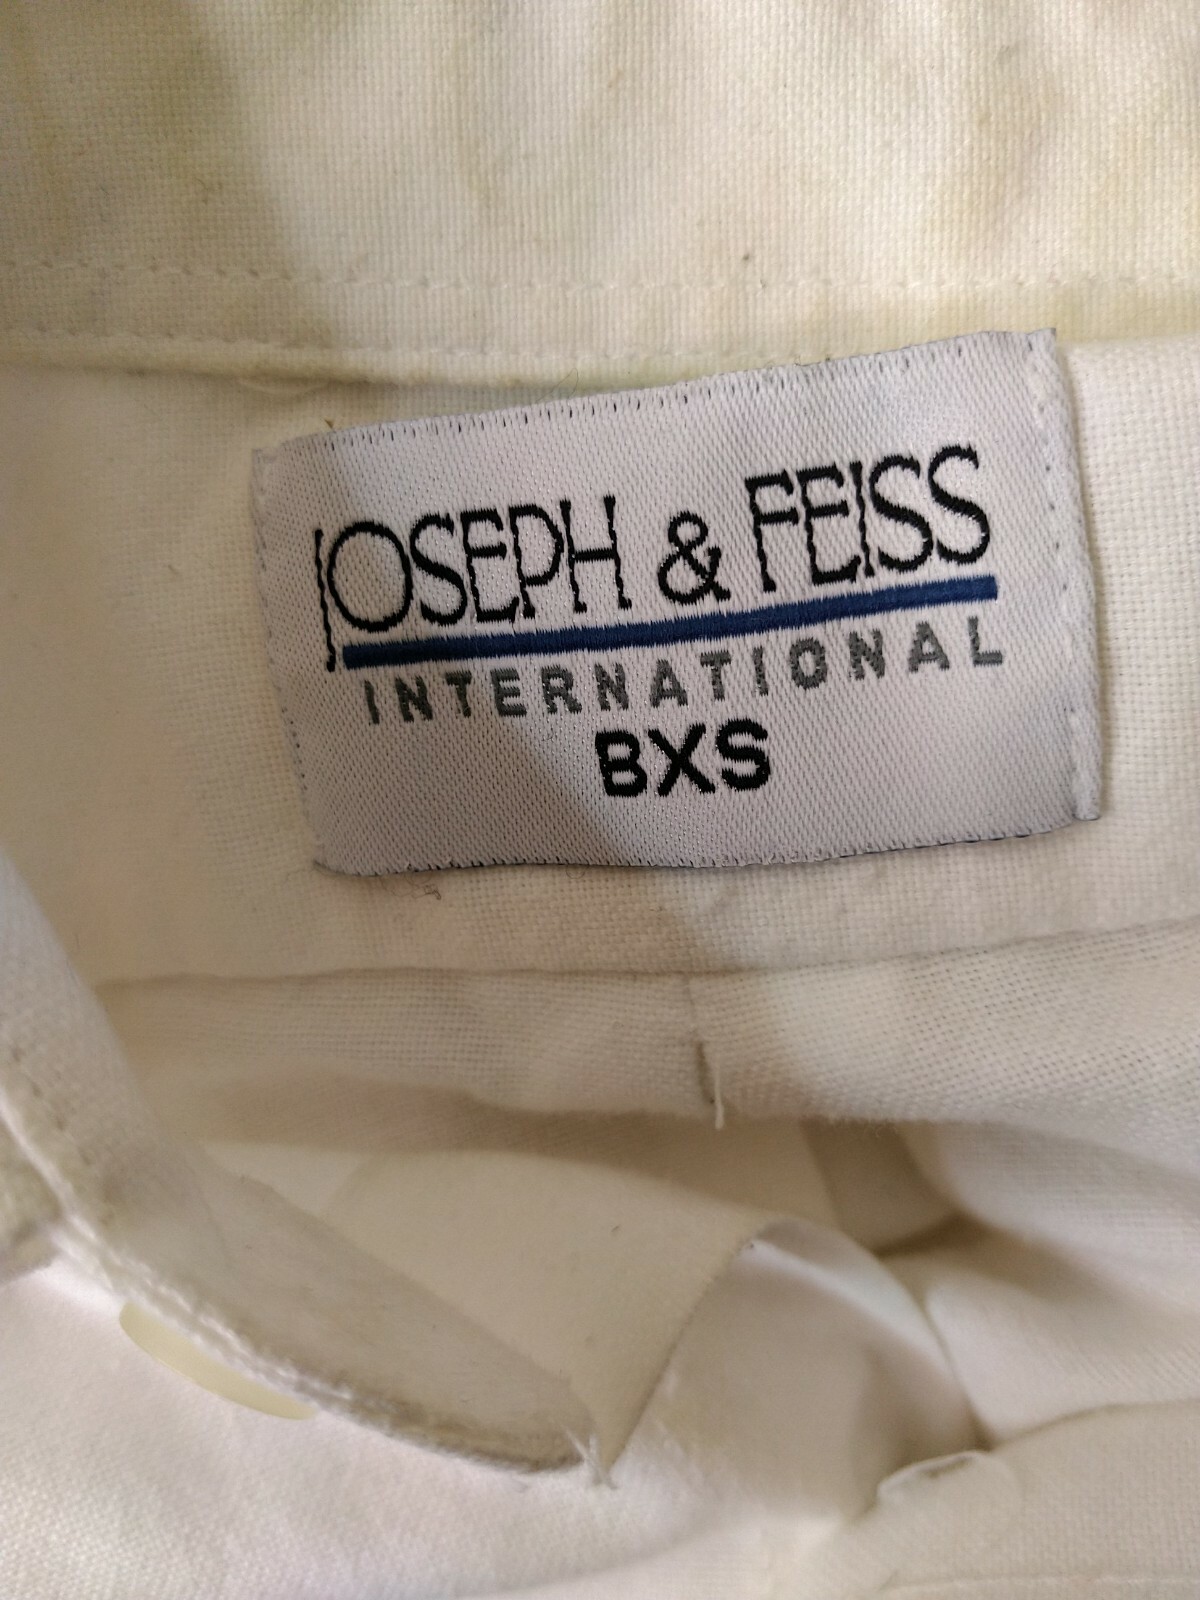 JOSEPH & FEISS
INTERNATIONAL
BXS